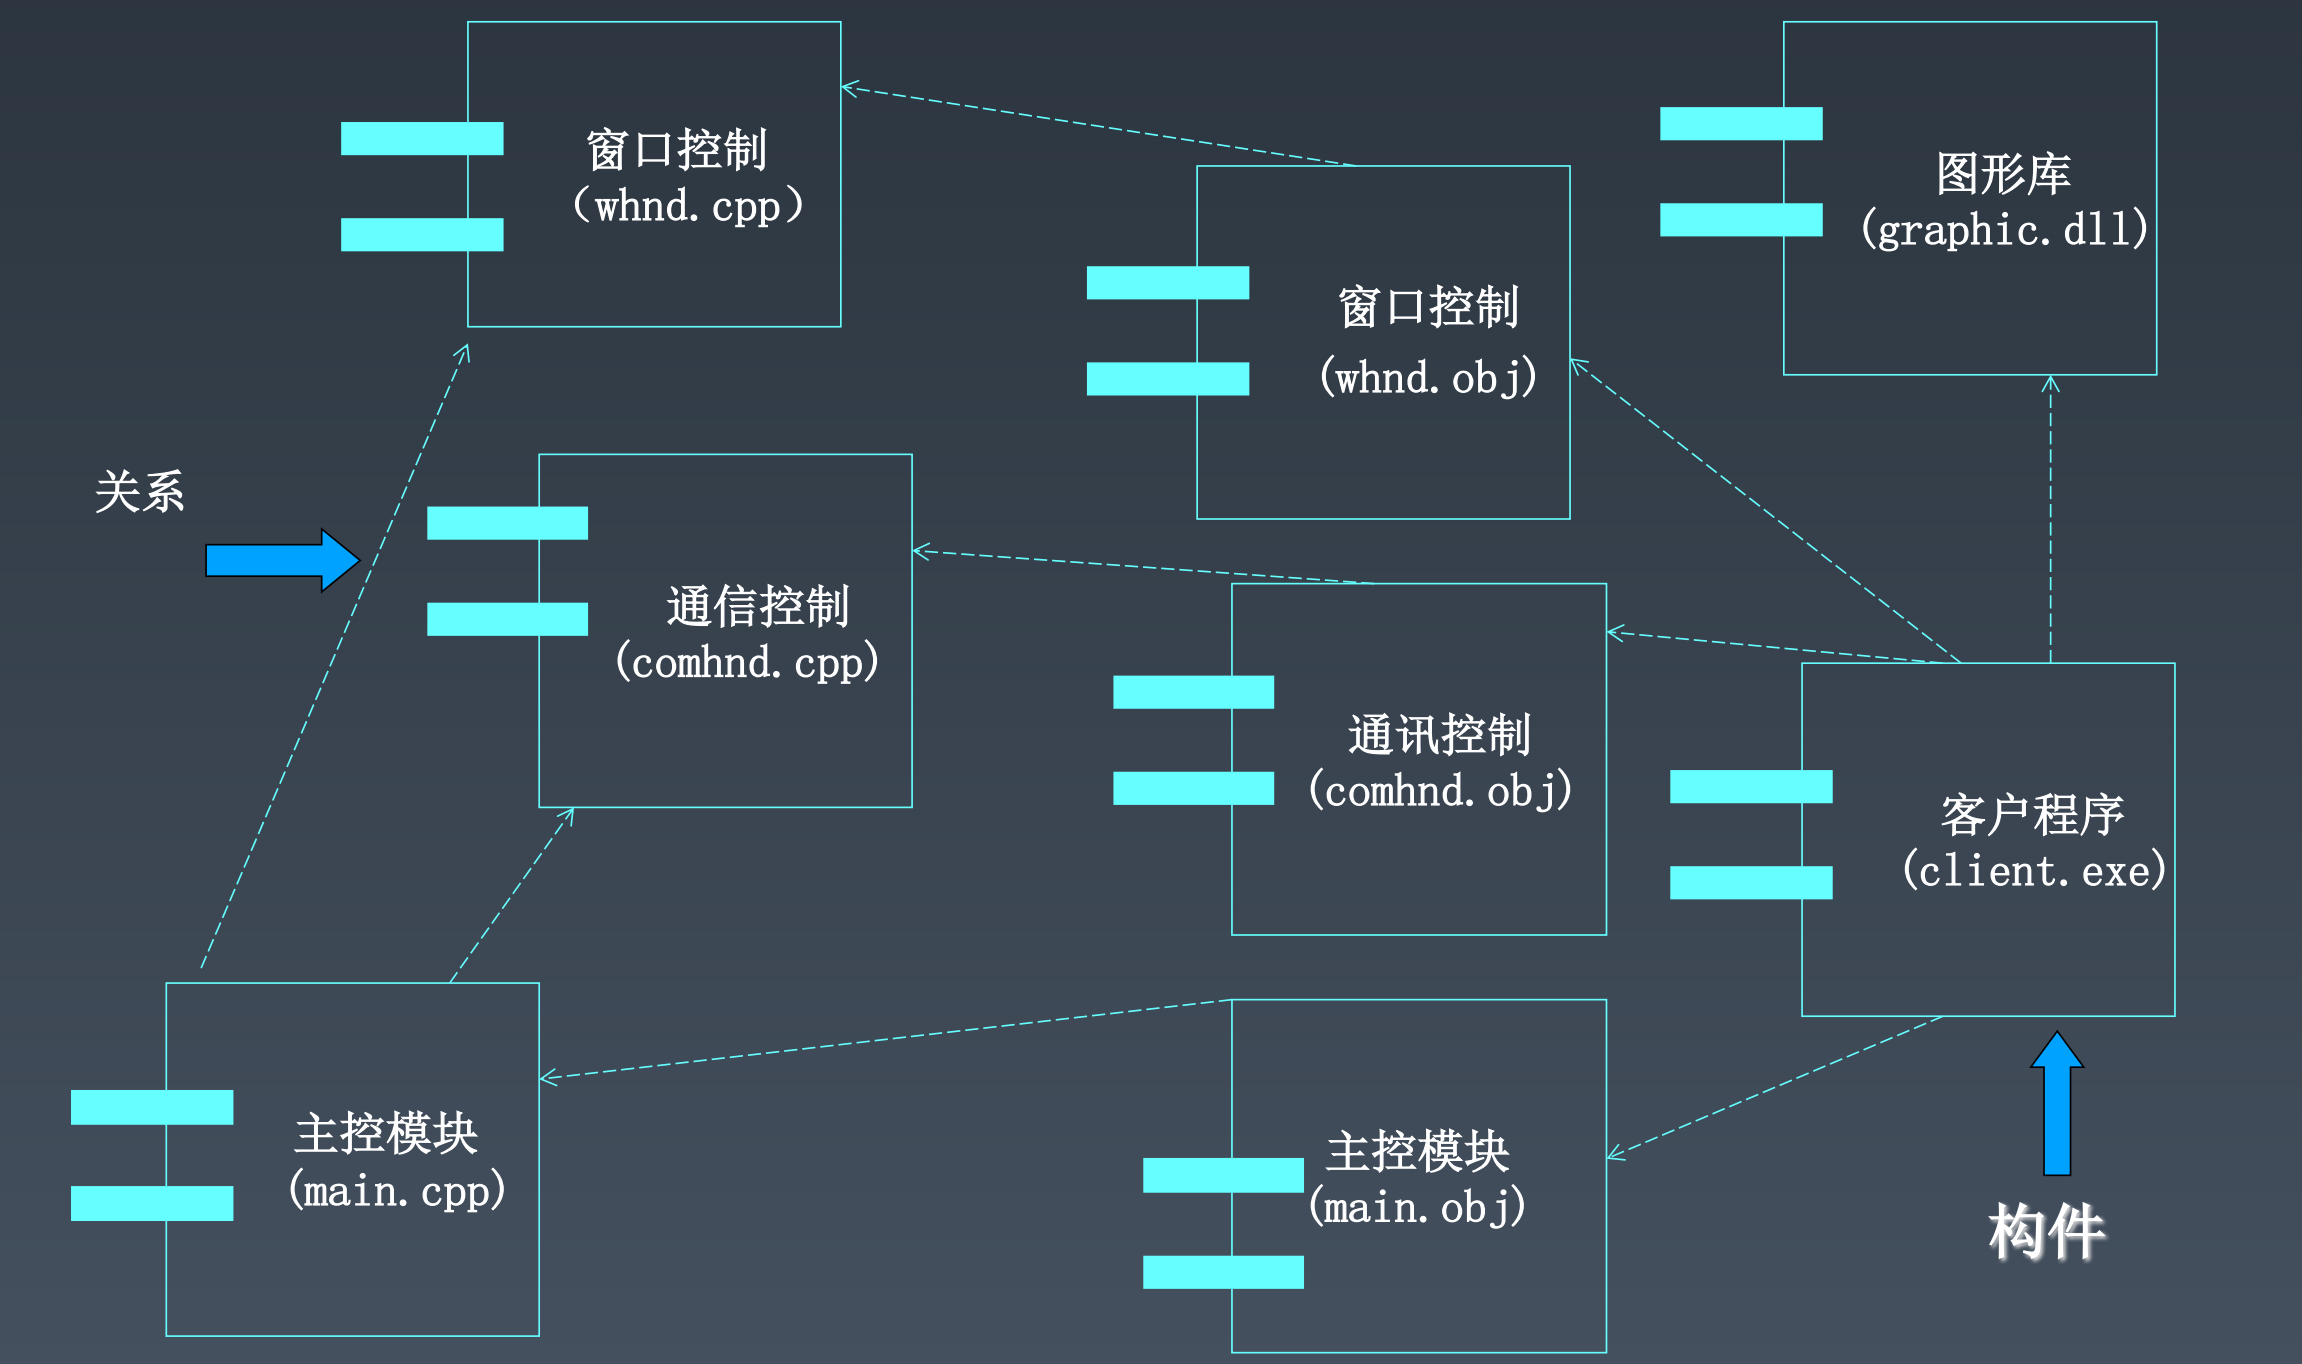 窗口控制
（whnd.cpp）
图形库
(graphic.dll)
窗口控制
(whnd.obj)
关系
通信控制
(comhnd.cpp)
通讯控制
(comhnd.obj)
客户程序
(client.exe)
主控模块
(main.cpp)
主控模块
(main.obj)
构件